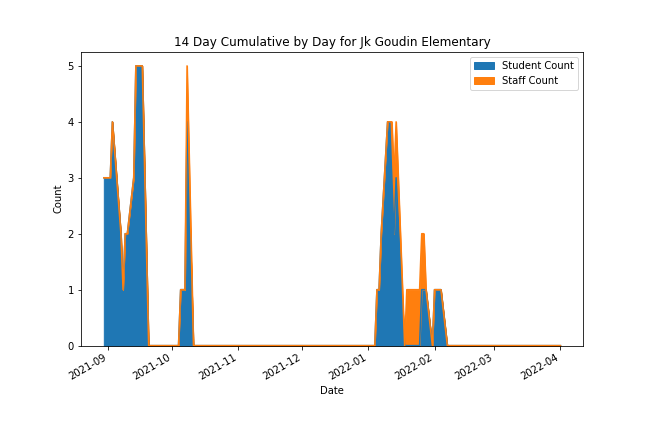 14 Day Cumulative by Day for Jk Goudin Elementary
Student Count
Staff Count
5
4
3
2
1
0
Count
2021-09
2021-10
2021-11
2021-12
2022-01
2022-02
2022-03
2022-04
Date